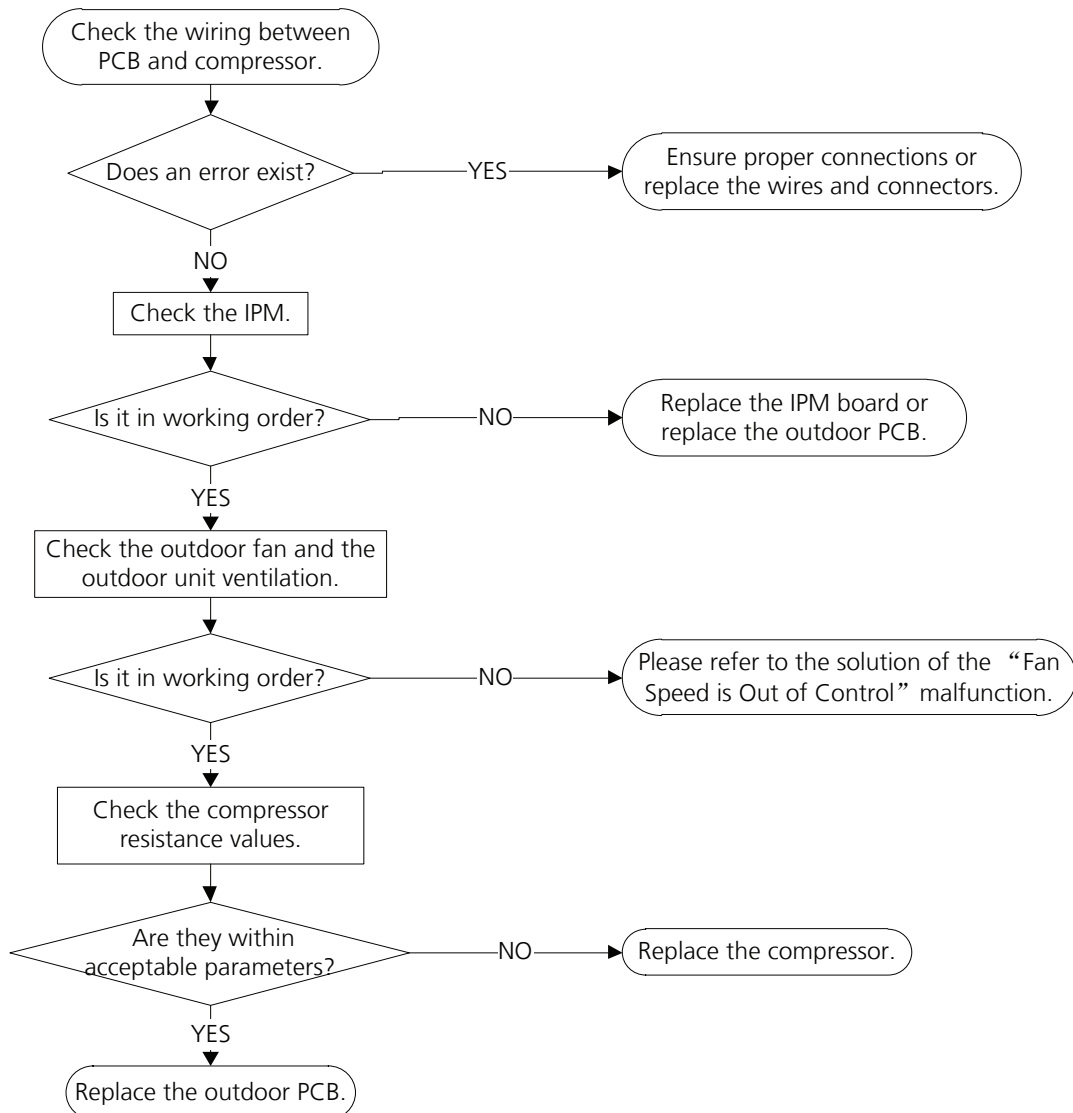 Check the wiring between
PCB and compressor.
Does an error exist?
YES
Ensure proper connections or
replace the wires and connectors.
NO
Check the IPM.
Is it in working order?
NO
Replace the IPM board or
replace the outdoor PCB.
YES
Check the outdoor fan and the
outdoor unit ventilation.
Is it in working order?
NO
Please refer to the solution of the “Fan
Speed is Out of Control” malfunction.
YES
Check the compressor
resistance values.
Are they within
acceptable parameters?
NO
Replace the compressor.
YES
Replace the outdoor PCB.